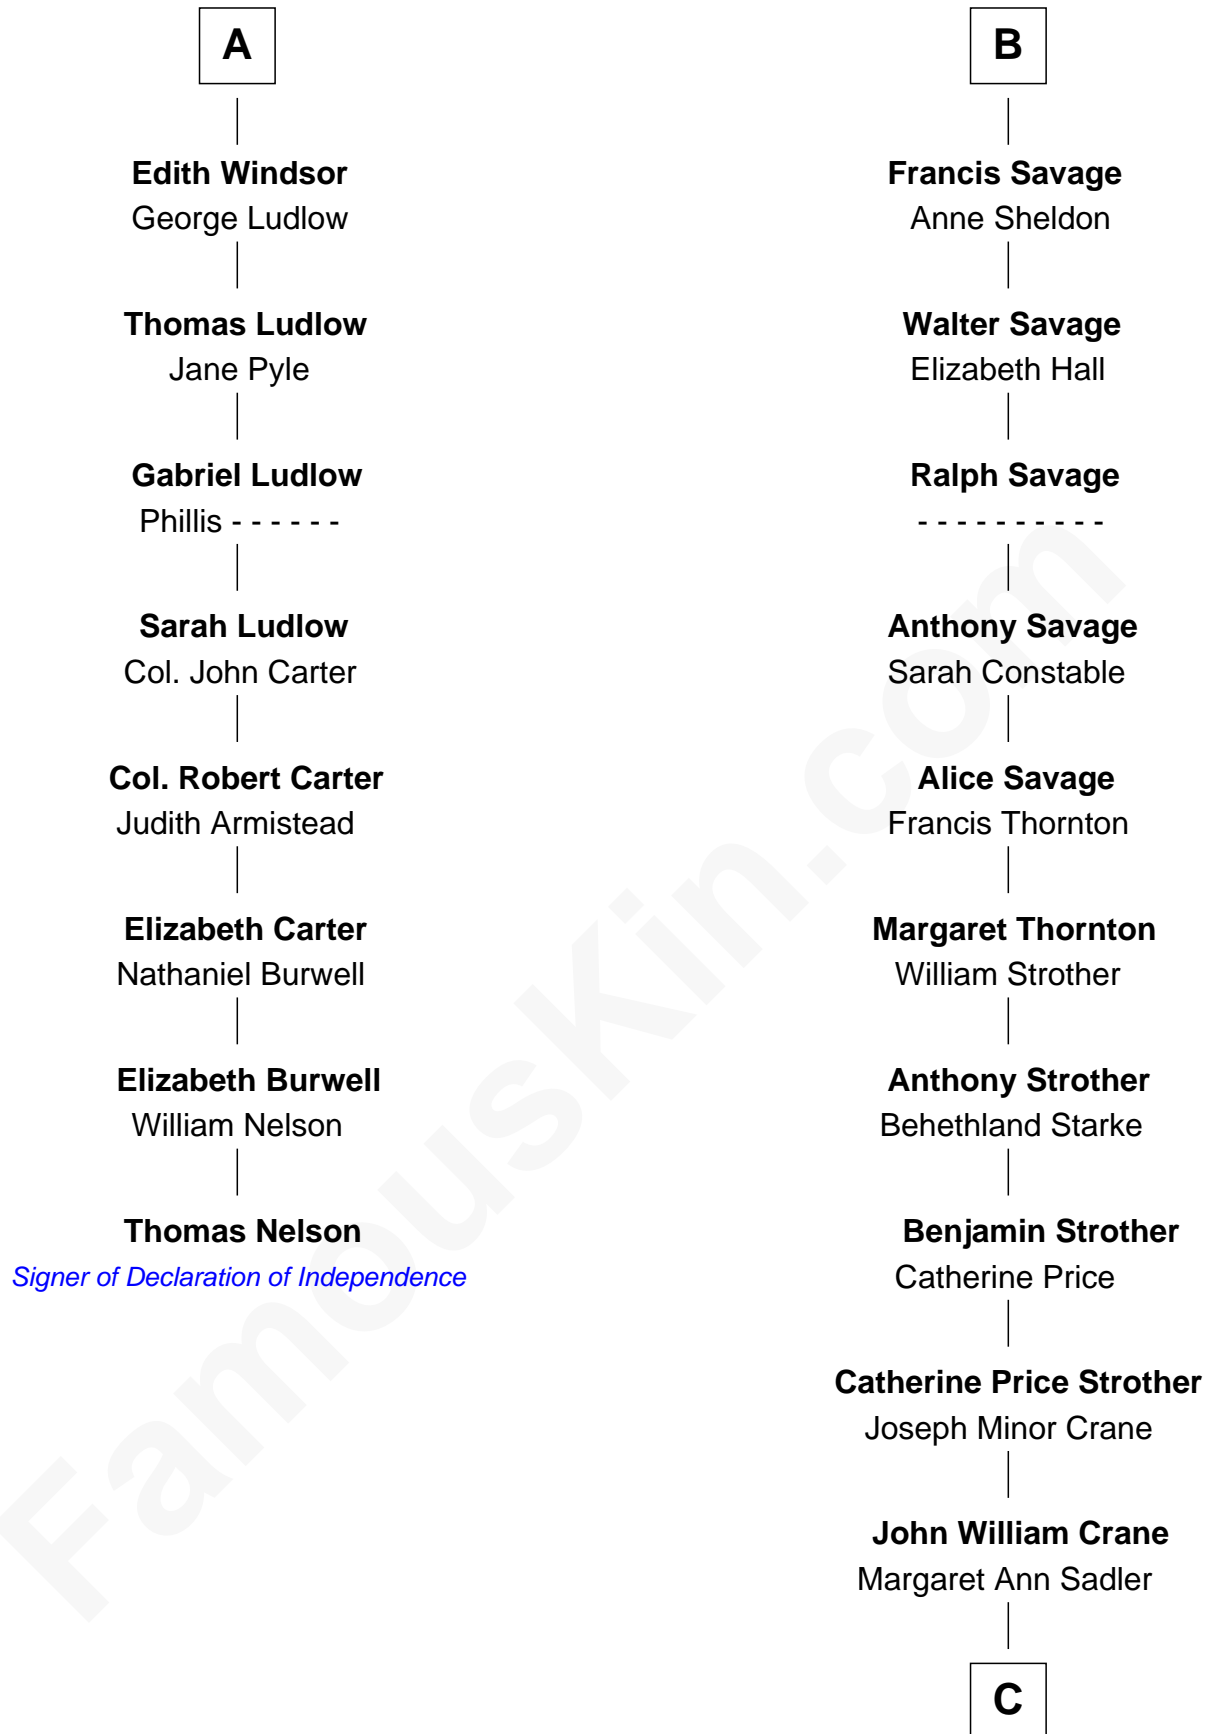 A
Edith Windsor
George Ludlow
Thomas Ludlow
Jane Pyle
Gabriel Ludlow
Phillis - - - - - -
Sarah Ludlow
Col. John Carter
Col. Robert Carter
Judith Armistead
Elizabeth Carter
Nathaniel Burwell
Elizabeth Burwell
William Nelson
Thomas Nelson
Signer of Declaration of Independence
B
Francis Savage
Anne Sheldon
Walter Savage
Elizabeth Hall
Ralph Savage
- - - - - - - - - -
Anthony Savage
Sarah Constable
Alice Savage
Francis Thornton
Margaret Thornton
William Strother
Anthony Strother
Behethland Starke
Benjamin Strother
Catherine Price
Catherine Price Strother
Joseph Minor Crane
John William Crane
Margaret Ann Sadler
C
FamousKin.com